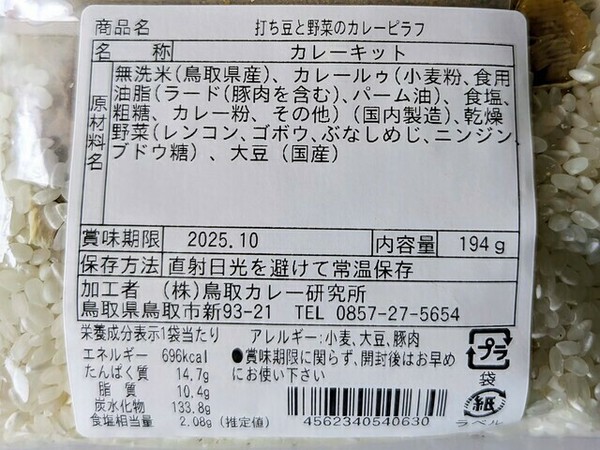 商品名 打ち豆と野菜のカレーピラフ
名称 カレーキット
原材料名 無洗米(鳥取県産)、カレールゥ(小麦粉、食用
油脂(ラード(豚肉を含む)、パーム油)、食塩、
粗糖、カレー粉、その他)(国内製造)、乾燥
野菜(レンコン、ゴボウ、ぶなしめじ、ニンジン
ブドウ糖)、大豆(国産)
賞味期限 2025.10 内容量 194g
保存方法 直射日光を避けて常温保存
加工者 (株)鳥取カレー研究所
鳥取県鳥取市新93-21 TEL 0857-27-5654
栄養成分表示1袋当たり
エネルギー 696kcal
たんぱく質 14.7g
脂質 10.4g
炭水化物 133.8g
食塩相当量 2.08g(推定値)
アレルギー:小麦、大豆、豚肉
●賞味期限に関らず、開封後はお早め
にお使い下さい
4562340540630
プラ
袋
紙
ラベル